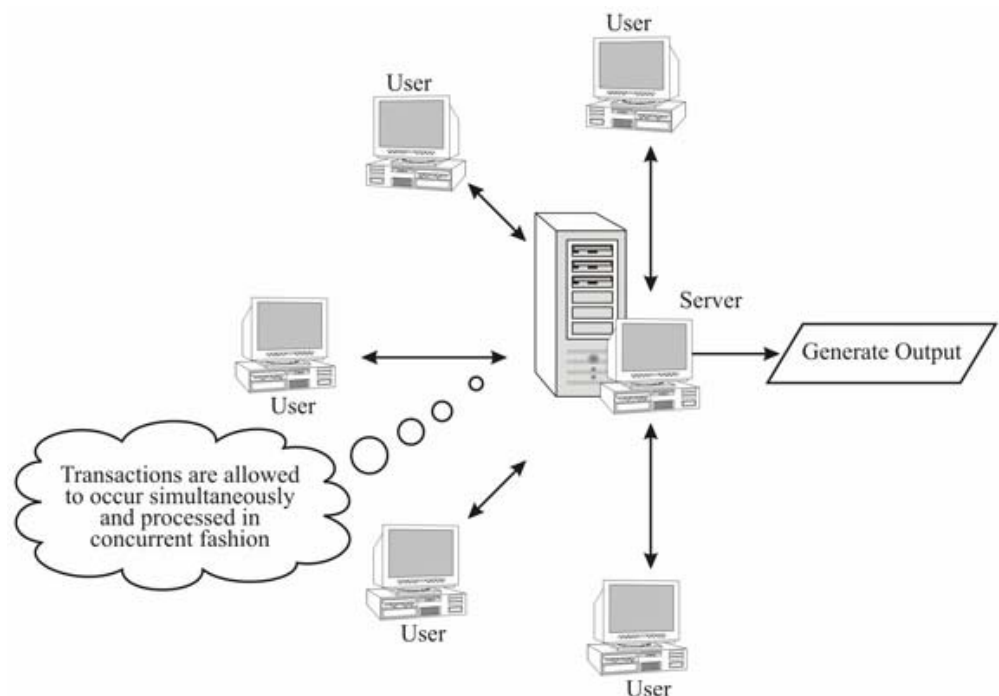 User
User
Server
Generate Output
User
Transactions are allowed
to occur simultaneously
and processed in
concurrent fashion
User
User